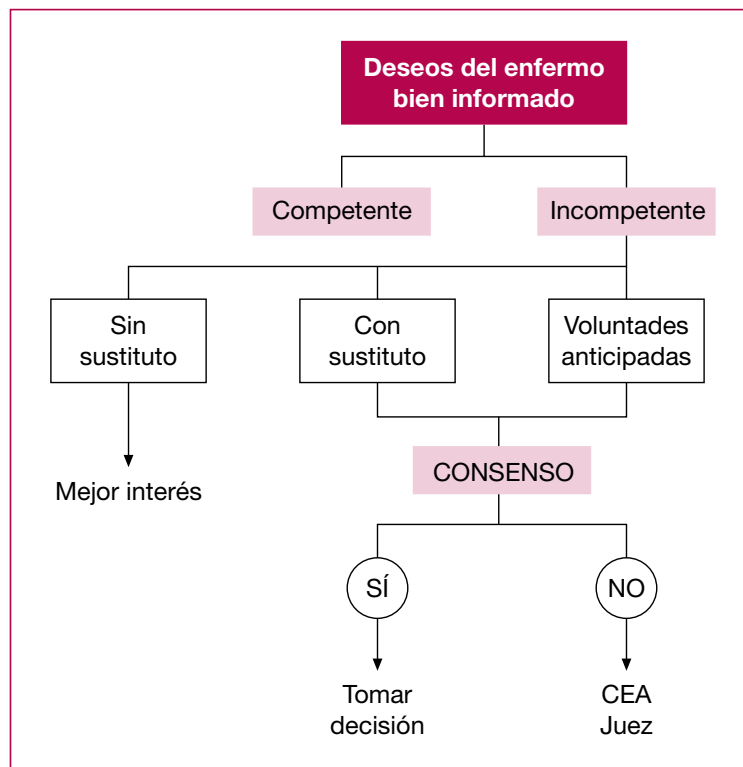 Deseos del enfermo
bien informado
Competente
Incompetente
Sin
sustituto
Con
sustituto
Voluntades
anticipadas
Mejor interés
CONSENSO
SÍ
NO
Tomar
decisión
CEA
Juez